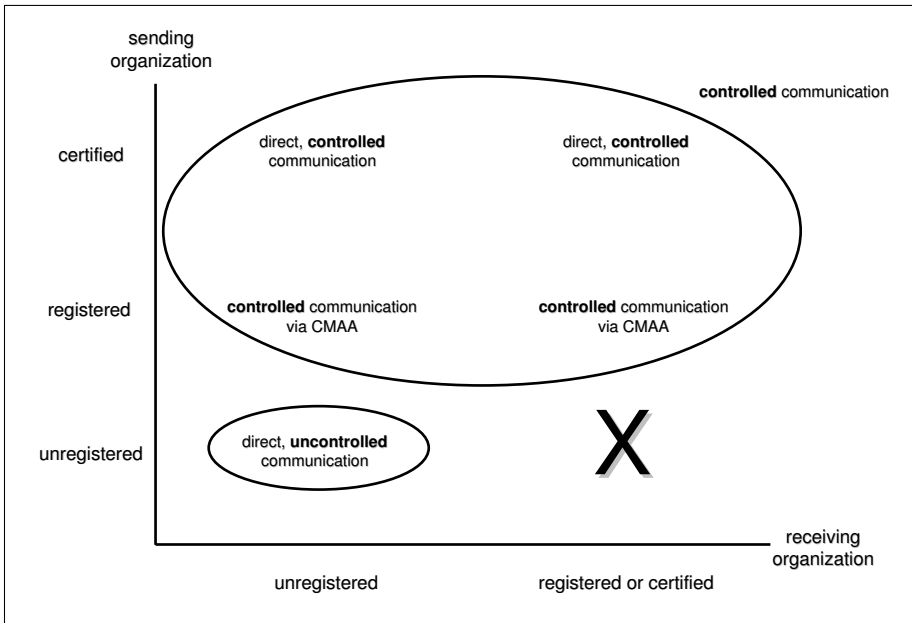 sending
organization
controlled communication
certified
direct, controlled
communication
direct, controlled
communication
registered
controlled communication
via CMAA
controlled communication
via CMAA
unregistered
direct, uncontrolled
communication
X
receiving
organization
unregistered
registered or certified